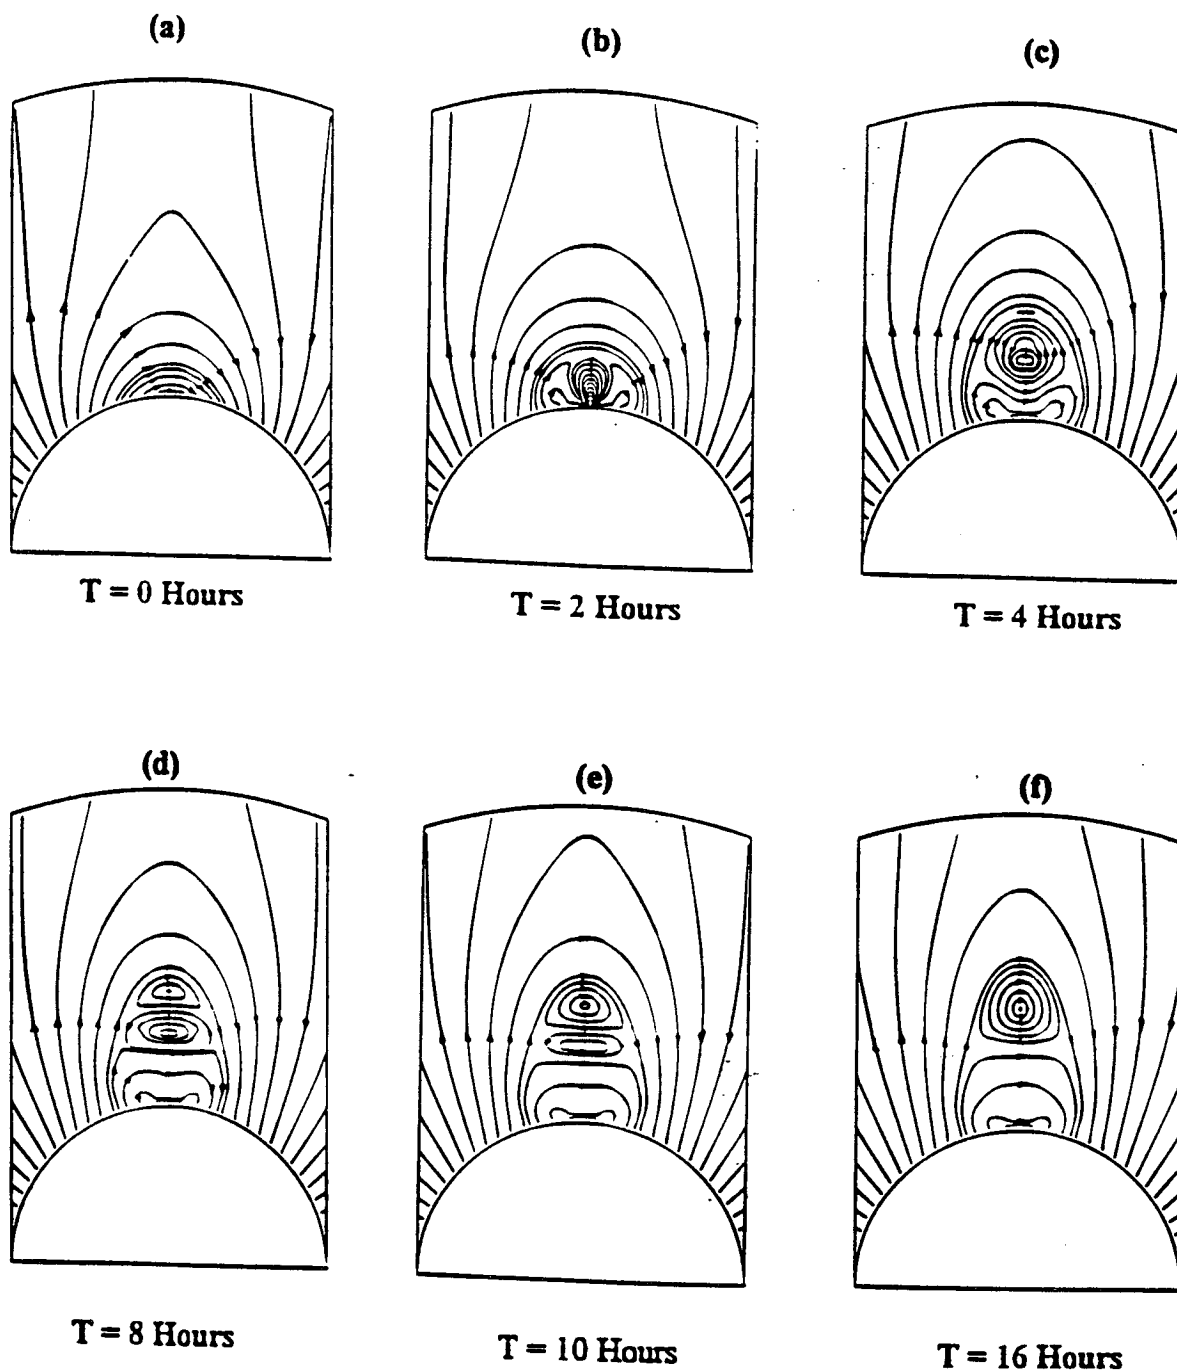 (a)
(b)
(c)
T = 0 Hours
T = 2 Hours
T = 4 Hours
(d)
(e)
(f)
T = 8 Hours
T = 10 Hours
T = 16 Hours